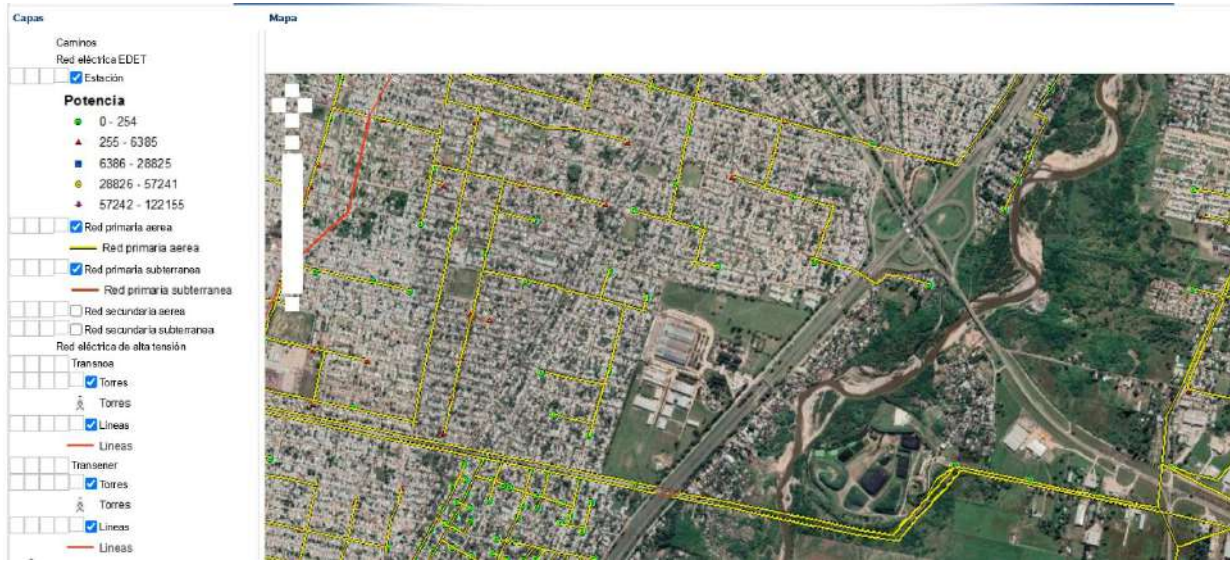 Capas
Mapa
Caminos
Red eléctrica EDET
Estación
Potencia
0 - 254
255 - 6385
6386 - 28825
28826 - 57241
57242 - 122155
Red primaria aerea
Red primaria aerea
Red primaria subterranea
Red primaria subterranea
Red secundaria aerea
Red secundaria subterranea
Red eléctrica de alta tensión
Transnoa
Torres
Torres
Lineas
Lineas
Transener
Torres
Torres
Lineas
Lineas